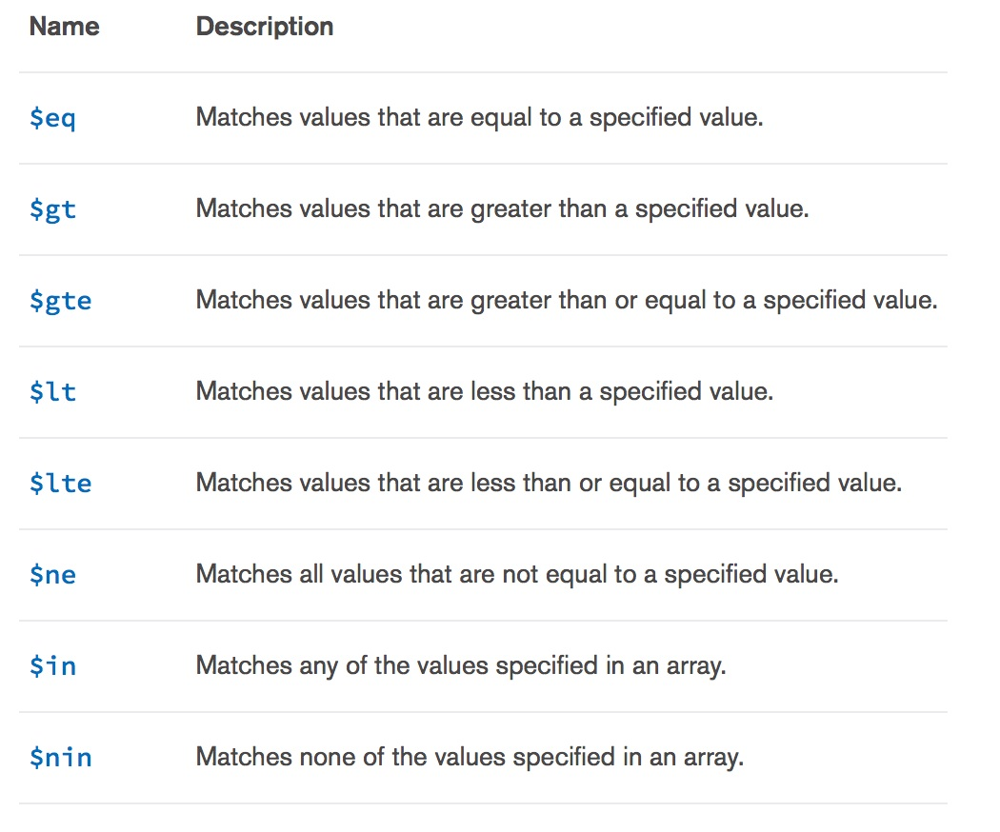 Name Description
$eq Matches values that are equal to a specified value.
$gt Matches values that are greater than a specified value.
$gte Matches values that are greater than or equal to a specified value.
$lt Matches values that are less than a specified value.
$lte Matches values that are less than or equal to a specified value.
$ne Matches all values that are not equal to a specified value.
$in Matches any of the values specified in an array.
$nin Matches none of the values specified in an array.